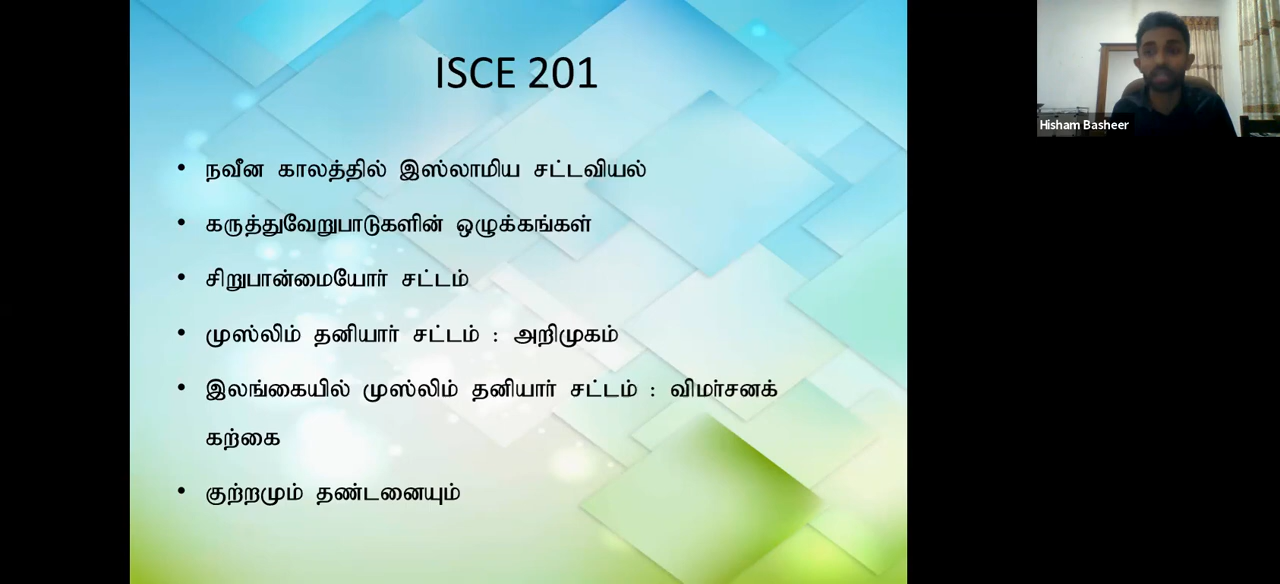 ISCE 201
• நவீன காலத்தில் இஸ்லாமிய சட்டவியல்
• கருத்துவேறுபாடுகளின் ஒழுக்கங்கள்
• சிறுபான்மையோர் சட்டம்
• முஸ்லிம் தனியார் சட்டம் : அறிமுகம்
• இலங்கையில் முஸ்லிம் தனியார் சட்டம் : விமர்சனக்
கற்கை
• குற்றமும் தண்டனையும்
Hisham Basheer